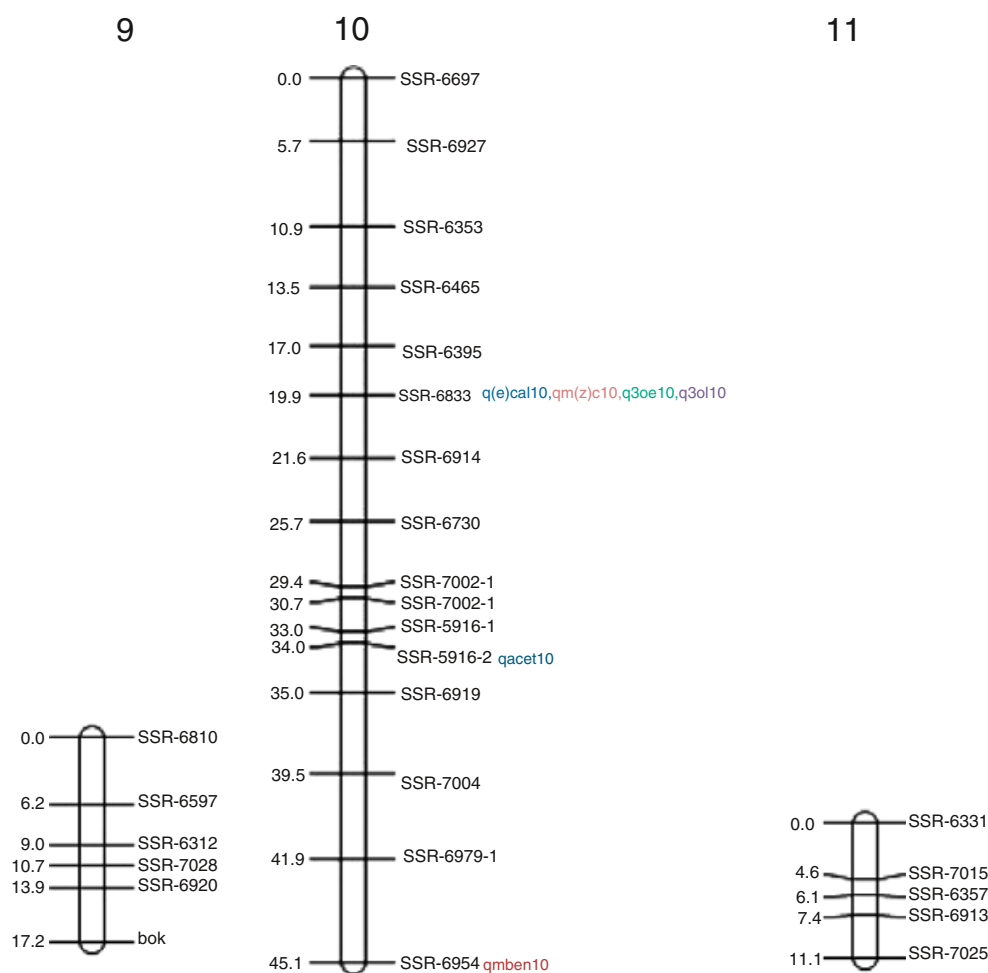 9 10 11
0.0 SSR-6697
5.7 SSR-6927
10.9 SSR-6353
13.5 SSR-6465
17.0 SSR-6395
19.9 SSR-6833 q(e)cal10,qm(z)c10,q3oe10,q3ol10
21.6 SSR-6914
25.7 SSR-6730
29.4 SSR-7002-1
30.7 SSR-7002-1
33.0 SSR-5916-1
34.0 SSR-5916-2 qacet10
35.0 SSR-6919
39.5 SSR-7004
41.9 SSR-6979-1
45.1 SSR-6954 qmben10
0.0 SSR-6810
6.2 SSR-6597
9.0 SSR-6312
10.7 SSR-7028
13.9 SSR-6920
17.2 bok
0.0 SSR-6331
4.6 SSR-7015
6.1 SSR-6357
7.4 SSR-6913
11.1 SSR-7025